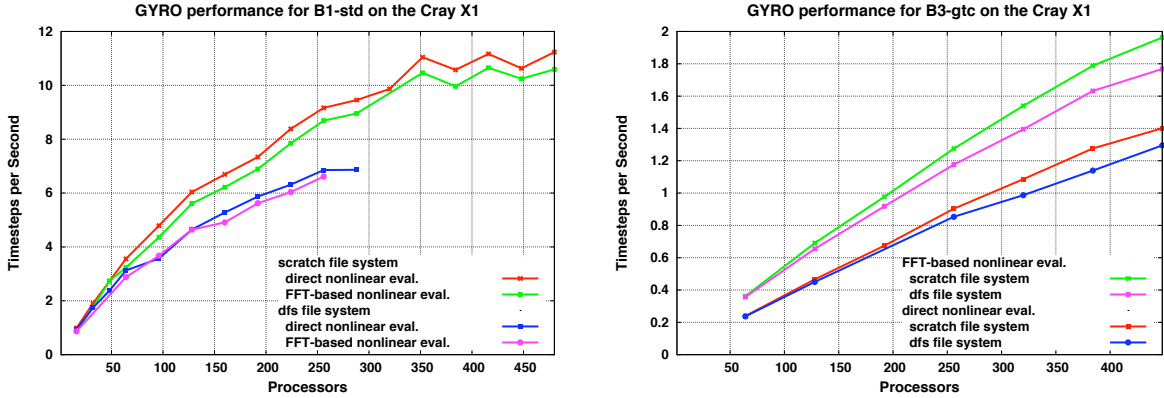 GYRO performance for B1-std on the Cray X1
12
10
8
6
4
2
0
Timesteps per Second
scratch file system
direct nonlinear eval.
FFT-based nonlinear eval.
dfs file system
direct nonlinear eval.
FFT-based nonlinear eval.
50 100 150 200 250 300 350 400 450
Processors
GYRO performance for B3-gtc on the Cray X1
2
1.8
1.6
1.4
1.2
1
0.8
0.6
0.4
0.2
0
Timesteps per Second
FFT-based nonlinear eval.
scratch file system
dfs file system
direct nonlinear eval.
scratch file system
dfs file system
50 100 150 200 250 300 350 400
Processors